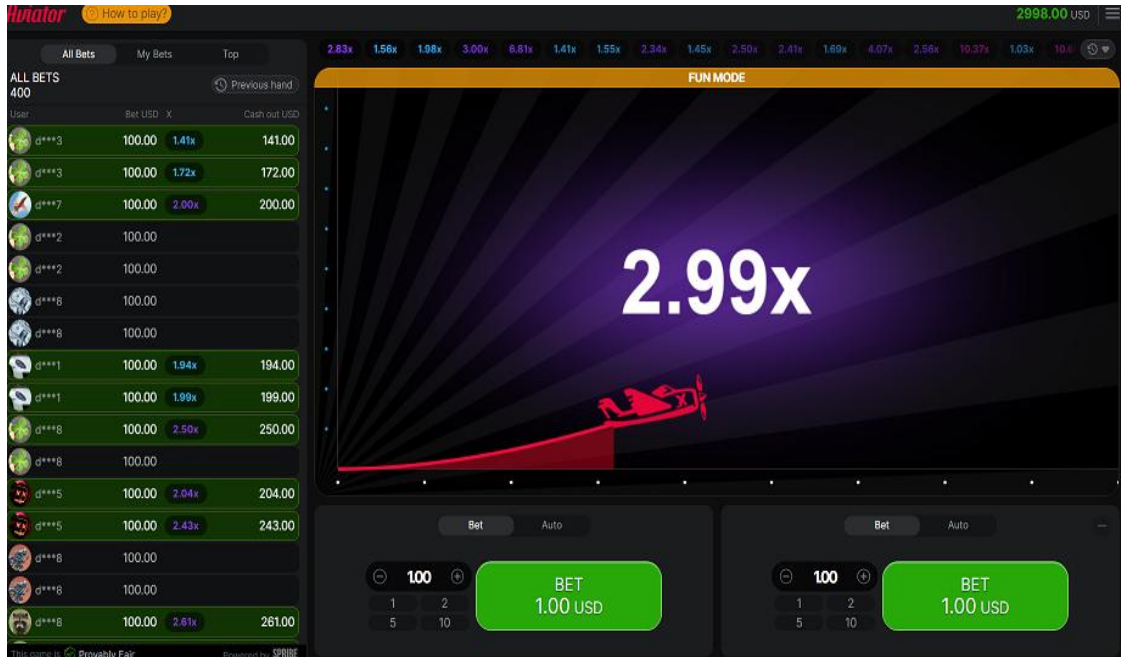 Aviator
? How to play?
2998.00 USD
All Bets My Bets Top
2.83x 1.56x 1.98x 3.00x 6.81x 1.41x 1.55x 2.34x 1.45x 2.50x 2.41x 1.69x 4.07x 2.56x 10.37x 1.03x
ALL BETS
400
Previous hand
FUN MODE
User Bet USD X Cash out USD
d***3 100.00 1.41x 141.00
d***3 100.00 1.72x 172.00
d***7 100.00 2.00x 200.00
d***2 100.00
d***2 100.00
d***8 100.00
d***8 100.00
d***1 100.00 1.94x 194.00
d***1 100.00 1.99x 199.00
d***8 100.00 2.50x 250.00
d***8 100.00
d***5 100.00 2.04x 204.00
d***5 100.00 2.43x 243.00
d***8 100.00
d***8 100.00
d***8 100.00 2.61x 261.00
This game is Provably Fair Powered by SPRIBE
2.99x
X
Bet Auto
1.00
1 2
5 10
BET
1.00 USD
Bet Auto
1.00
1 2
5 10
BET
1.00 USD